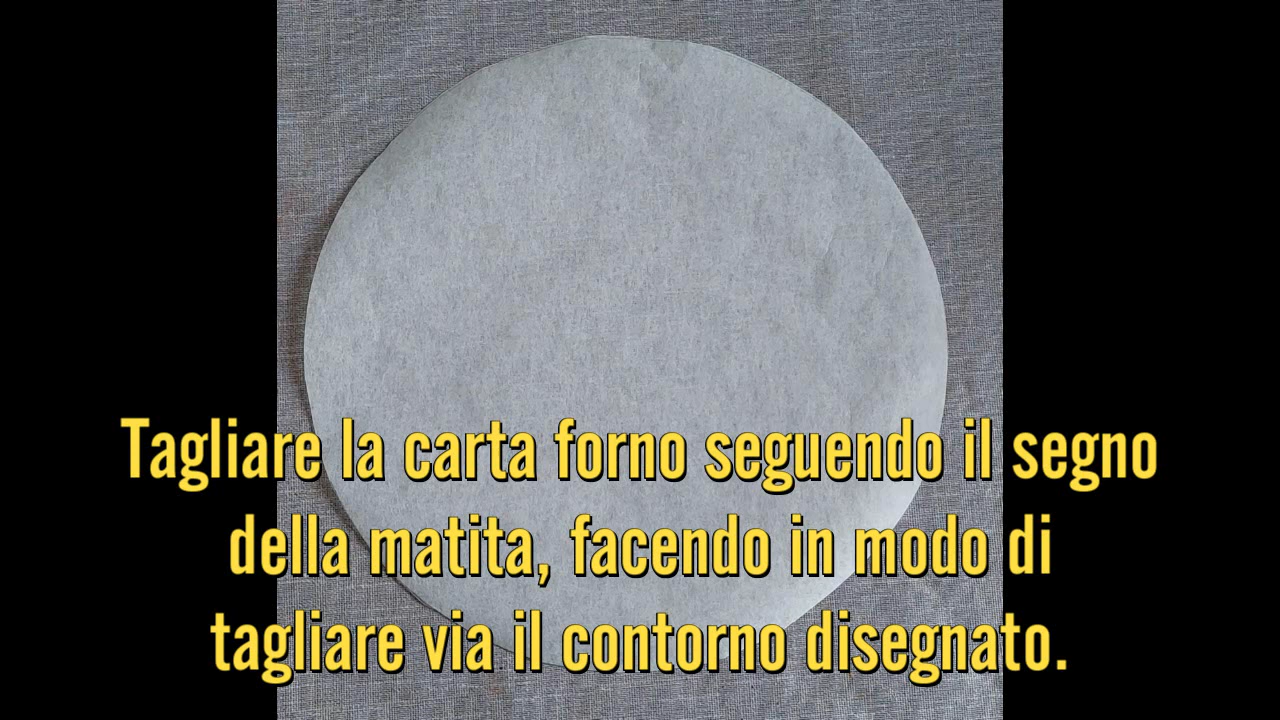 Tagliare la carta forno seguendo il segno
della matita, facendo in modo di
tagliare via il contorno disegnato.